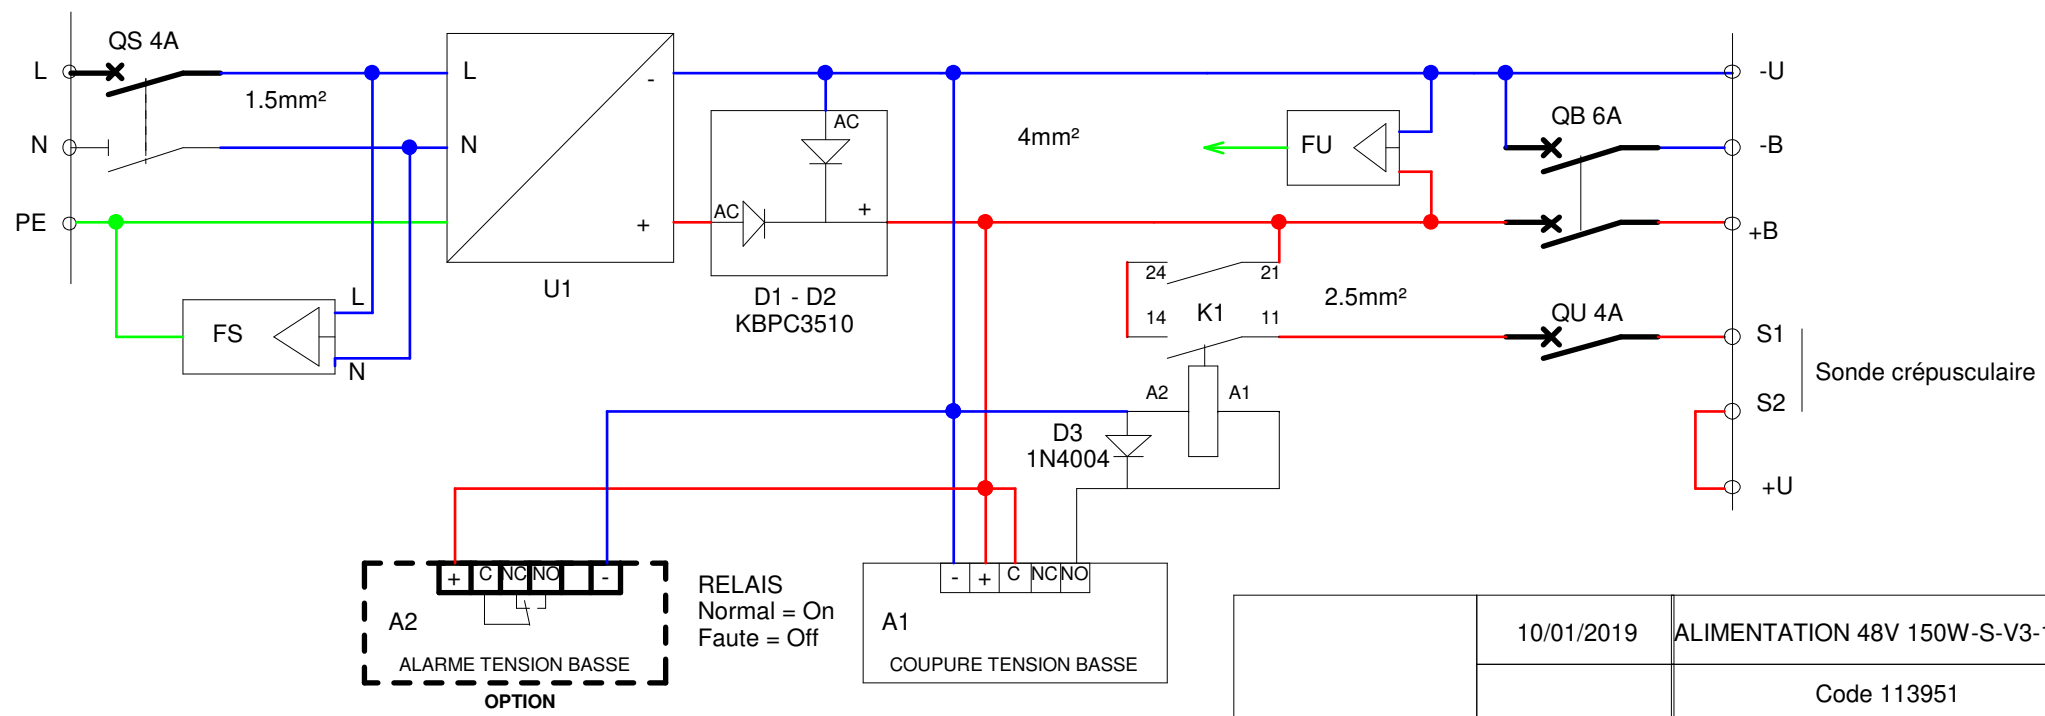 QS 4A
L
1.5mm²
N
PE
L
N
-
+
U1
FS
L
N
AC
AC
+
D1 - D2
KBPC3510
4mm²
FU
QB 6A
-U
-B
+B
24
21
14
K1
11
2.5mm²
QU 4A
S1
S2
Sonde crépusculaire
+U
A2
A1
D3
1N4004
+ C NC NO -
A2
ALARME TENSION BASSE
OPTION
RELAIS
Normal = On
Faute = Off
- + C NC NO
A1
COUPURE TENSION BASSE
10/01/2019
ALIMENTATION 48V 150W-S-V3-
Code 113951